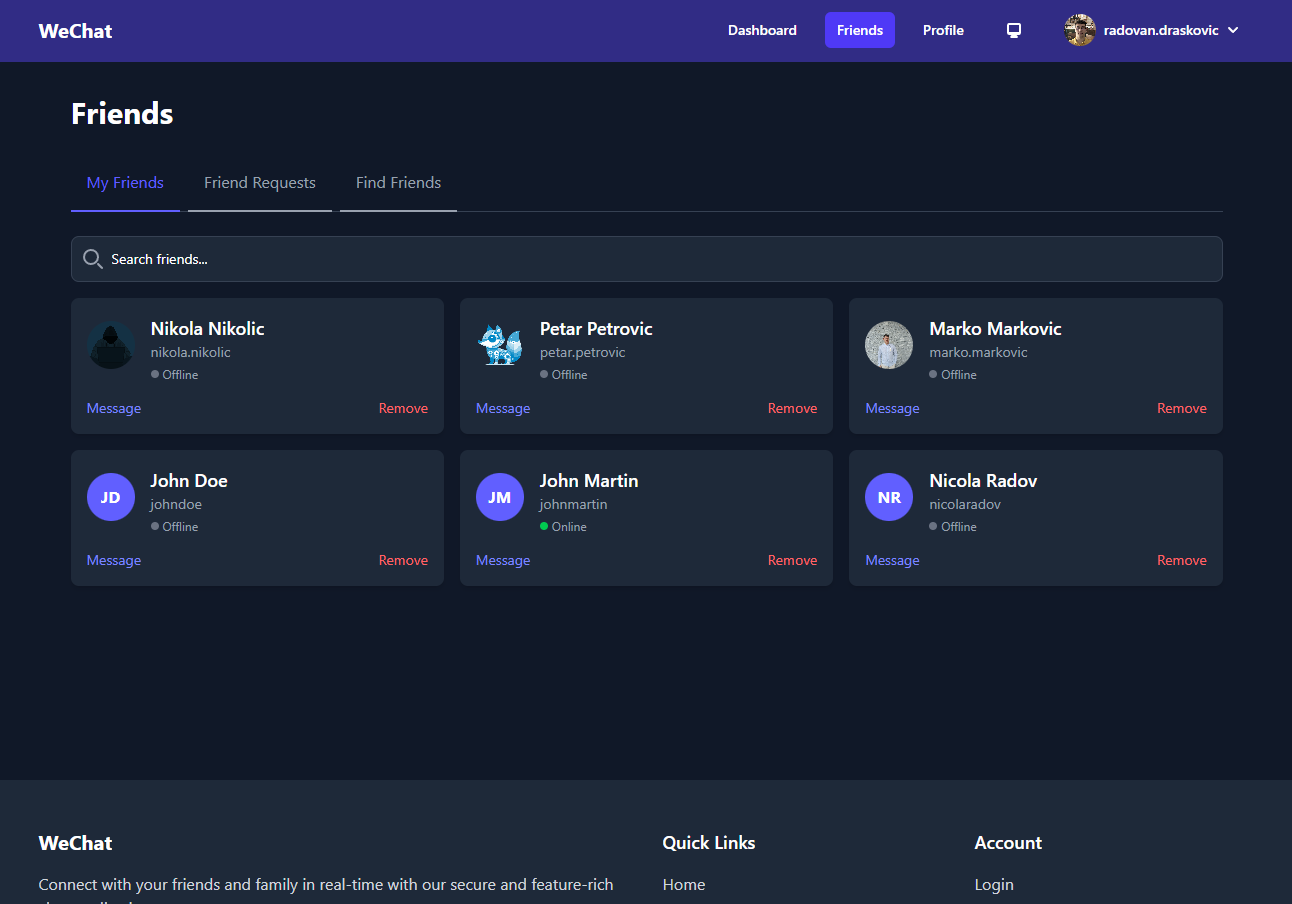 WeChat
Dashboard Friends Profile radovan.draskovic
Friends
My Friends Friend Requests Find Friends
Search friends...
Nikola Nikolic
nikola.nikolic
Offline
Message Remove
Petar Petrovic
petar.petrovic
Offline
Message Remove
Marko Markovic
marko.markovic
Offline
Message Remove
JD
John Doe
johndoe
Offline
Message Remove
JM
John Martin
johnmartin
Online
Message Remove
NR
Nicola Radov
nicolaradov
Offline
Message Remove
WeChat
Connect with your friends and family in real-time with our secure and feature-rich
Quick Links
Home
Account
Login